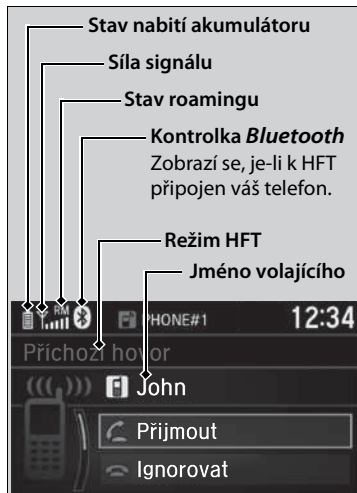 Stav nabití akumulátoru
Síla signálu
Stav roamingu
Kontrolka Bluetooth
Zobrazí se, je-li k HFT
připojen váš telefon.
Režim HFT
Jméno volajícího
RM PHONE#1 12:34
Příchozí hovor
John
Přijmout
Ignorovat